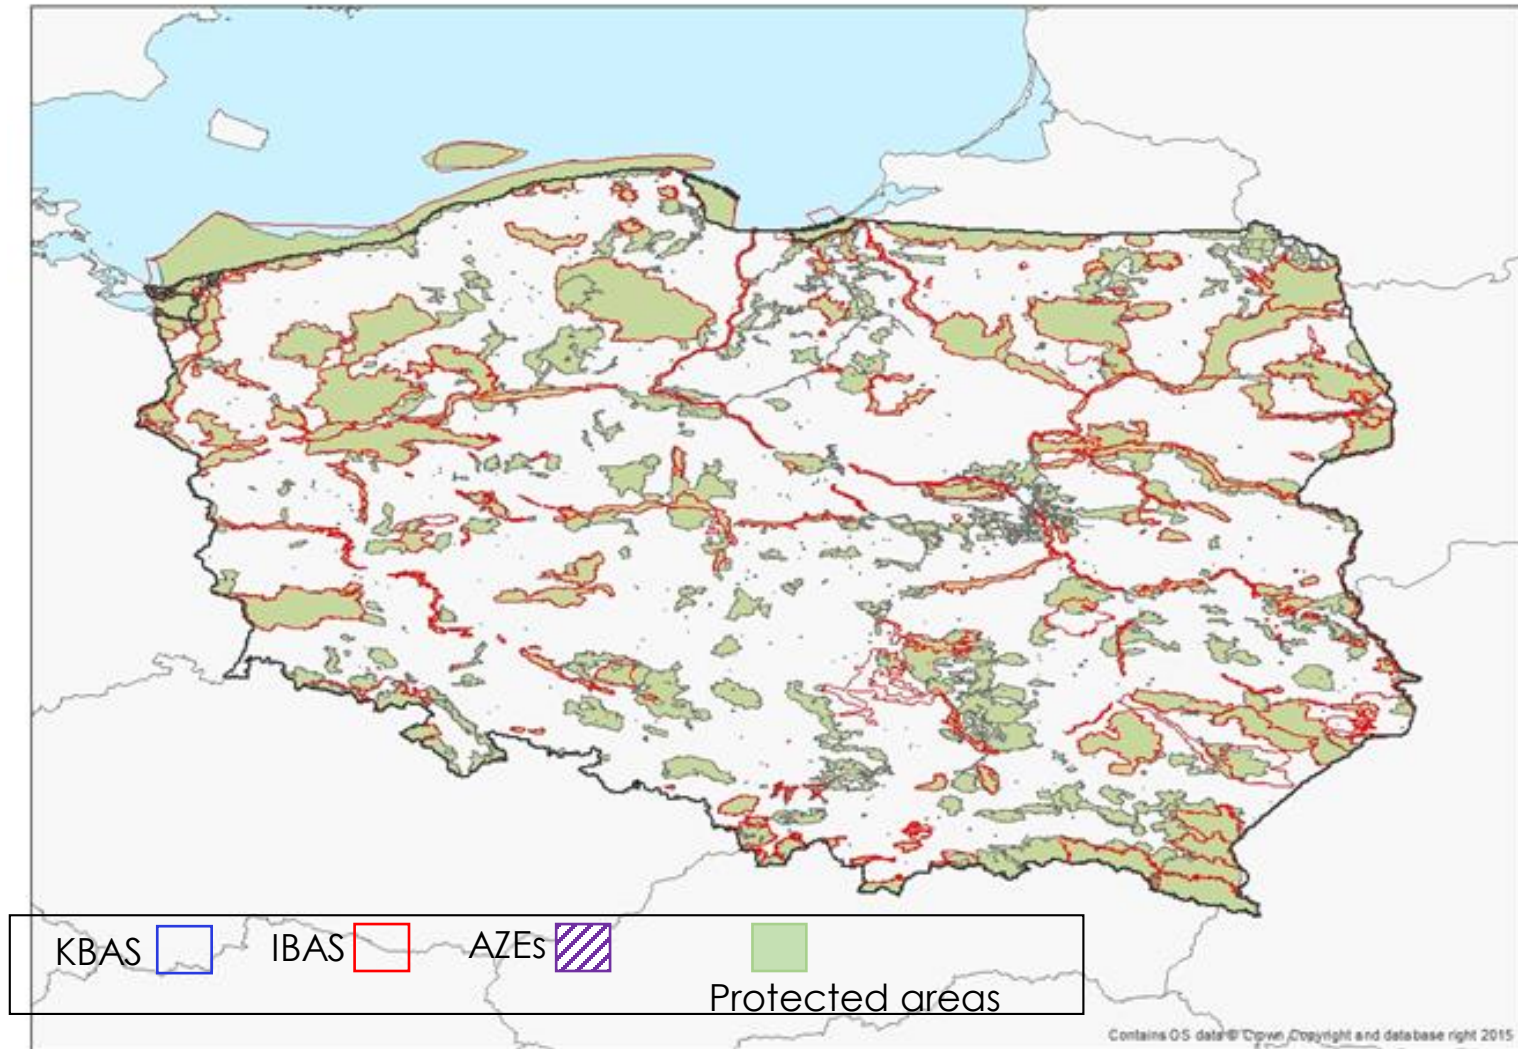 KBAS IBAS AZEs
Protected areas
Contains OS data © Crown Copyright and database right 2015